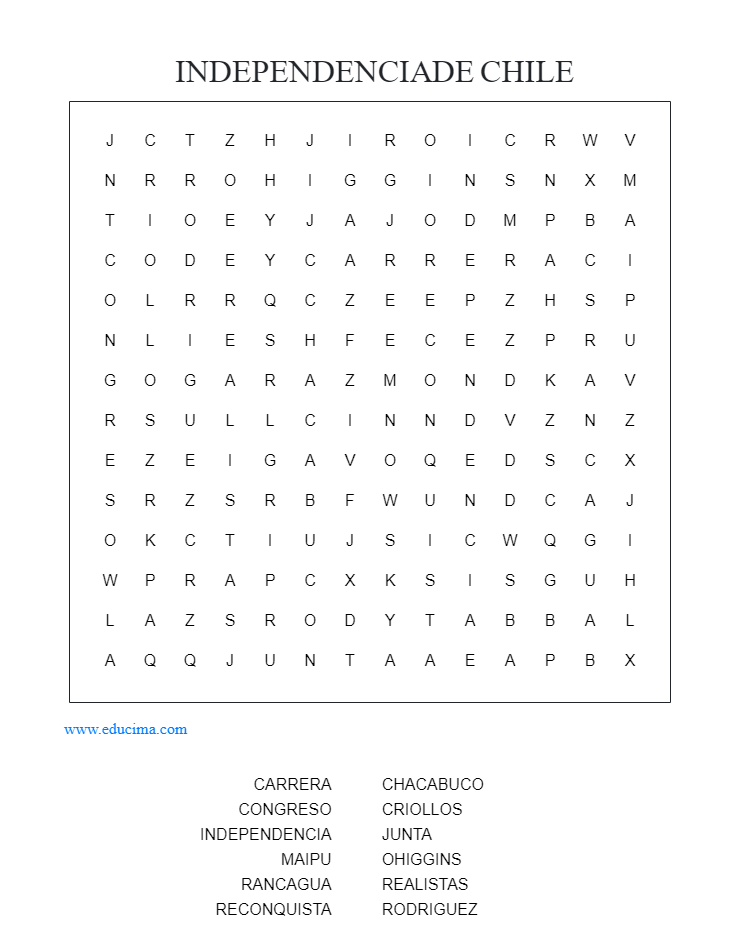 INDEPENDENCIADE CHILE
J C T Z H J I R O I C R W V
N R R O H I G G I N S N X M
T I O E Y J A J O D M P B A
C O D E Y C A R R E R A C I
O L R R Q C Z E E P Z H S P
N L I E S H F E C E Z P R U
G O G A R A Z M O N D K A V
R S U L L C I N N D V Z N Z
E Z E I G A V O Q E D S C X
S R Z S R B F W U N D C A J
O K C T I U J S I C W Q G I
W P R A P C X K S I S G U H
L A Z S R O D Y T A B B A L
A Q Q J U N T A A E A P B X
www.educima.com
CARRERA CHACABUCO
CONGRESO CRIOLLOS
INDEPENDENCIA JUNTA
MAIPU OHIGGINS
RANCAGUA REALISTAS
RECONQUISTA RODRIGUEZ